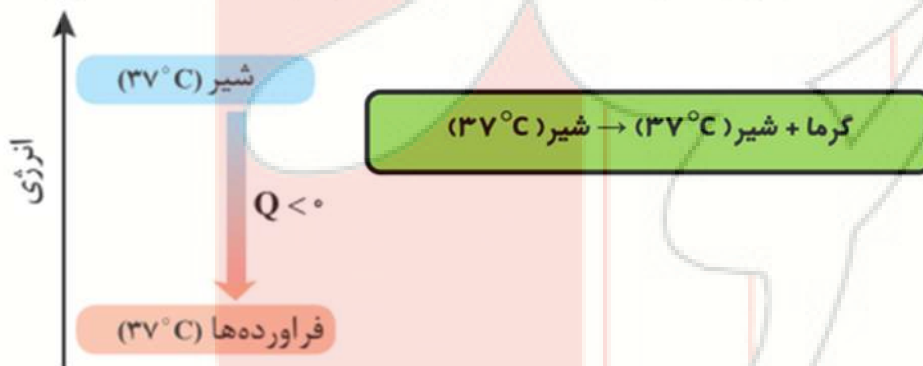 شیر (۳۷°C)
شیر(۳۷°C) → شیر(۳۷°C) + گرما
انرژی
Q < ۰
فراورده‌ها (۳۷°C)